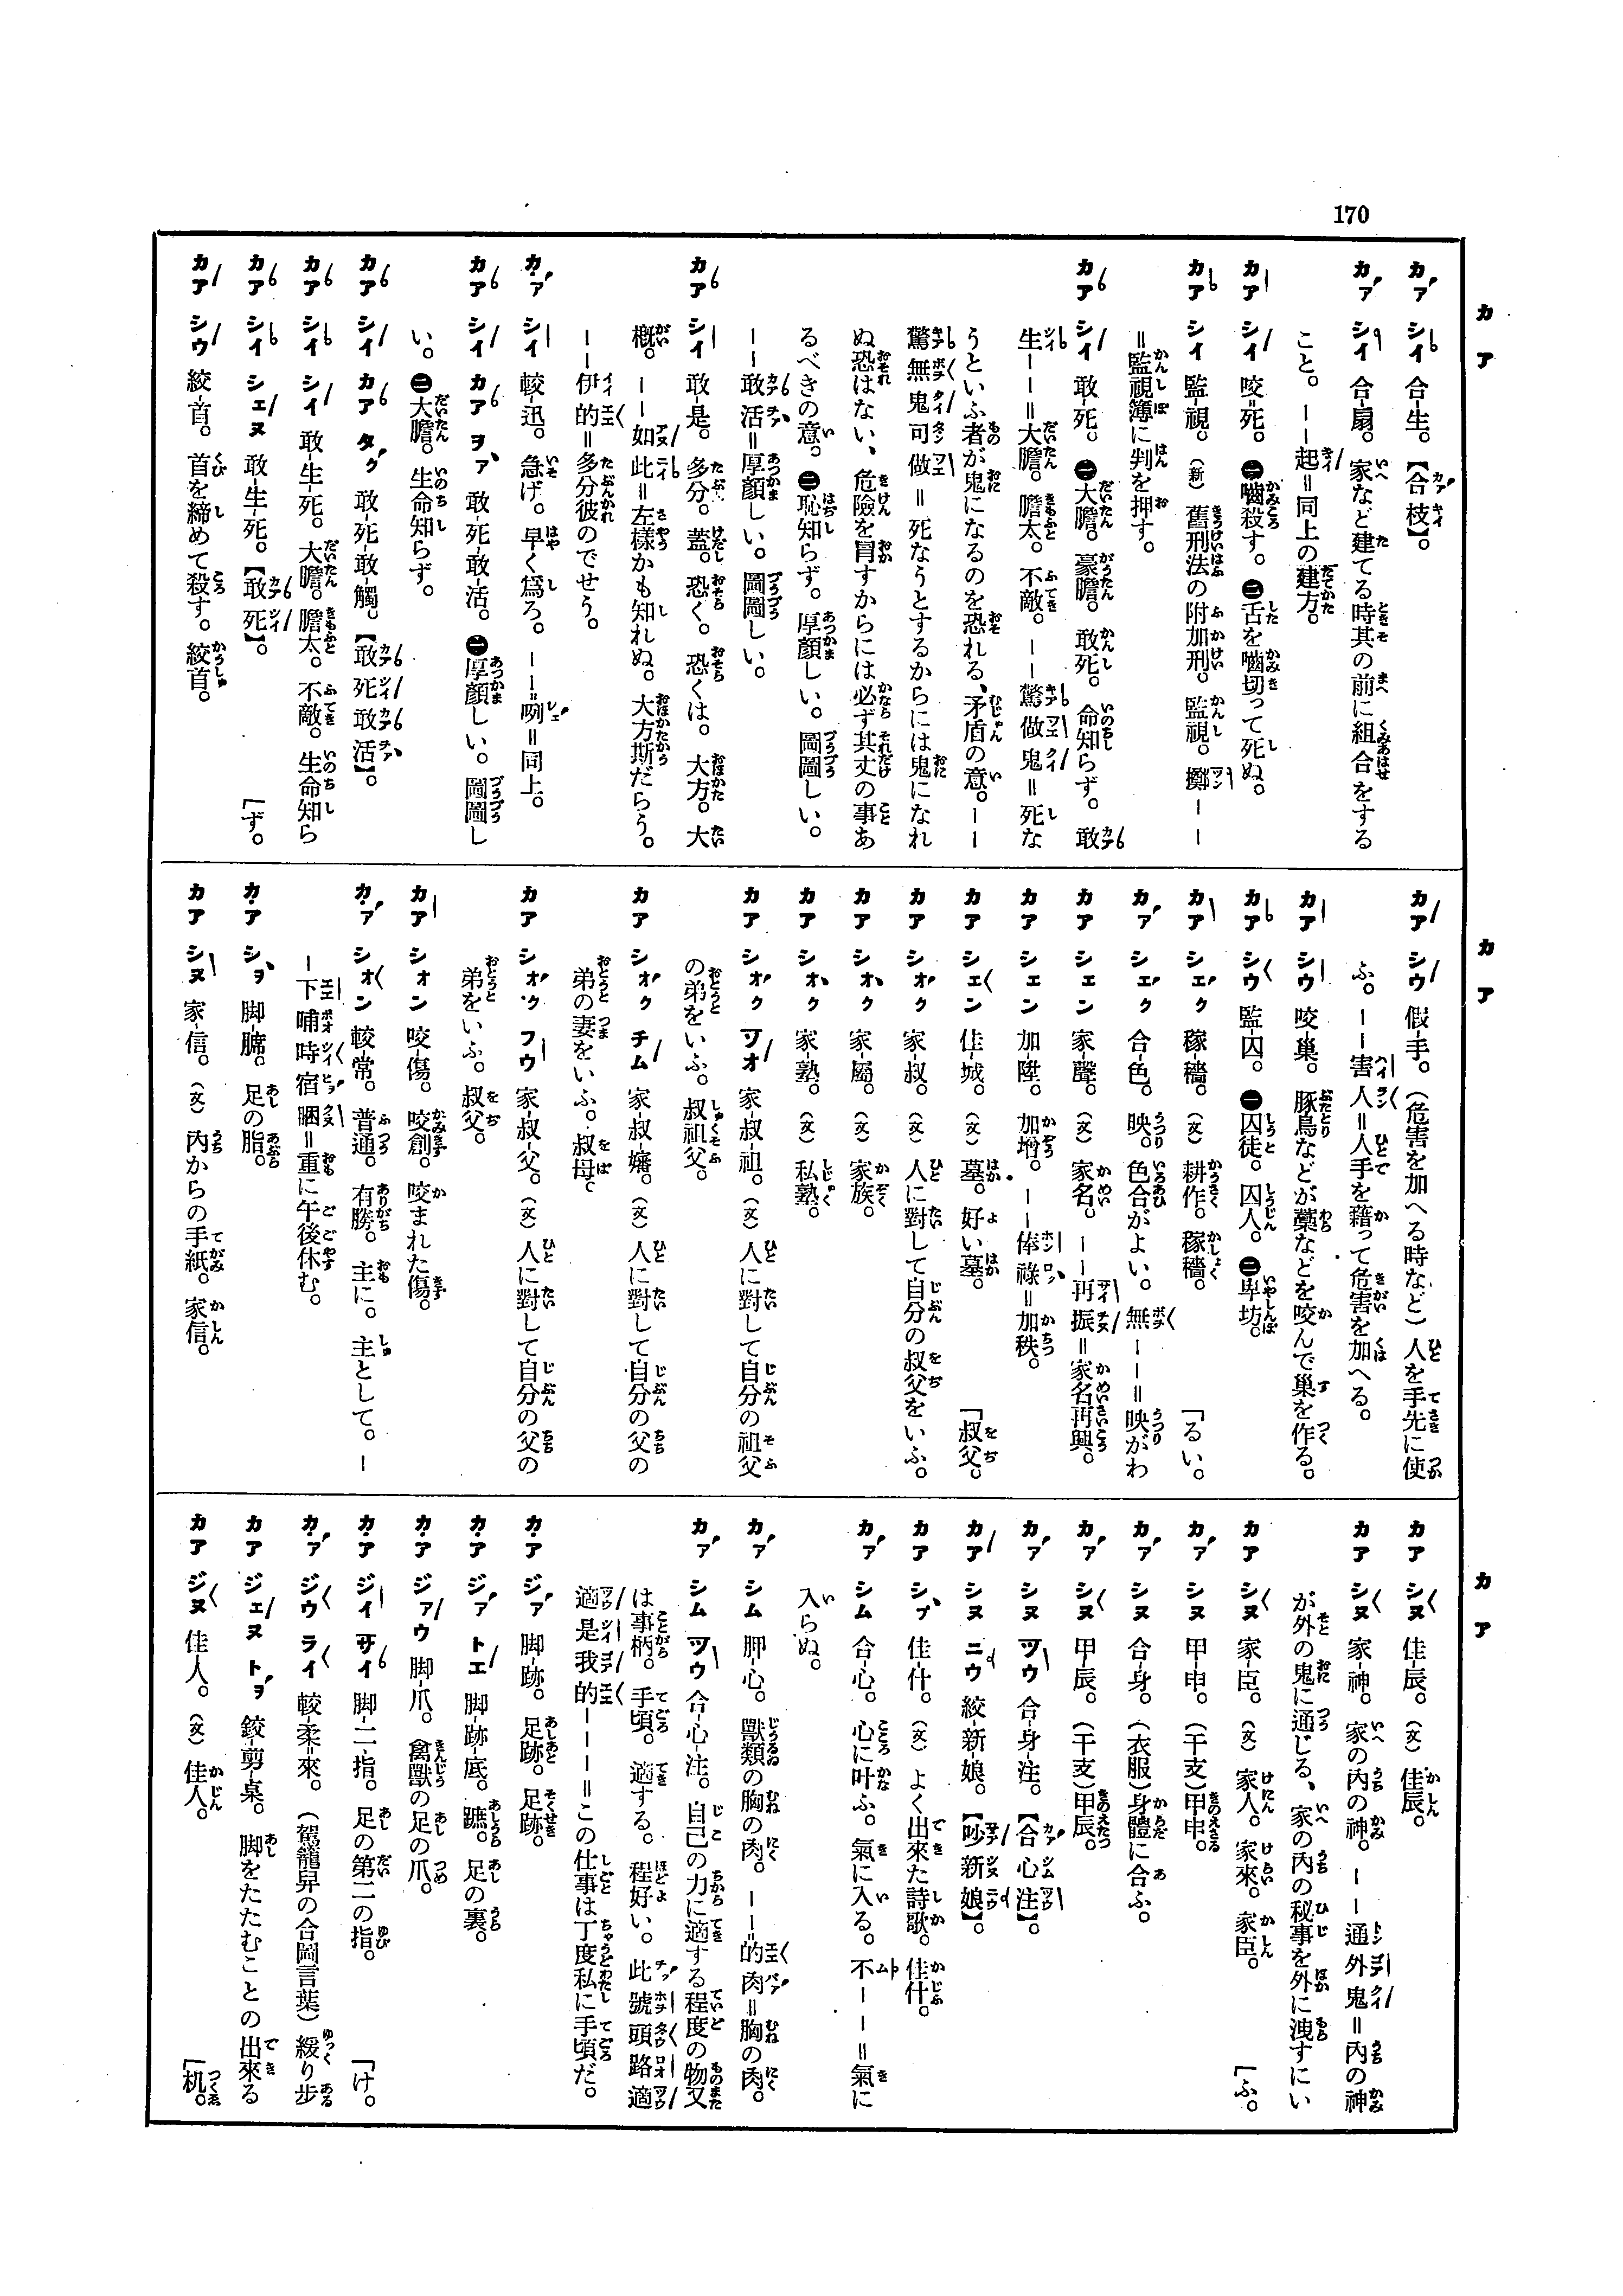 170
カア
カア シイ 合-生。【合枝】。
カア シイ 合-扇。家など建てる時其の前に組合をする
こと。——起＝同上の建方。
カア シイ 咬-死。㊀嚙殺す。㊁舌を嚙切って死ぬ。
カア シイ 監-視。（新）舊刑法の附加刑。監視。擲——
＝監視簿に判を押す。
カア シイ 敢-死。㊀大膽。豪膽。敢死。命知らず。敢
生——＝大膽。膽太。不敵。——驚做鬼＝死な
うといふ者が鬼になるのを恐れる、矛盾の意。——
驚無鬼可做＝死なうとするからには鬼になれ
ぬ恐はない、危險を冒すからには必ず其丈の事あ
るべきの意。㊁恥知らず。厚顏しい。圖圖しい。
——敢活＝厚顏しい。圖圖しい。
カア シイ 敢-是。多分。蓋。恐く。恐くは。大方。大
槪。——如此＝左樣かも知れぬ。大方斯だらう。
——伊的＝多分彼のでせう。
カア シイ 較-迅。急げ。早く爲ろ。——咧＝同上。
カア シイ カア ヲァ 敢-死-敢-活。㊀厚顏しい。圖圖し
い。㊁大膽。生命知らず。
カア シイ カア タク 敢-死-敢-觸。【敢死敢活】。
カア シイ シイ 敢-生-死。大膽。膽太。不敵。生命知ら
［ず。
カア シイ シェヌ 敢-生-死。【敢死】。
カア シウ 絞-首。首を締めて殺す。絞首。
カア
カア シウ 假-手。（危害を加へる時など）人を手先に使
ふ。——害人＝人手を藉って危害を加へる。
カア シウ 咬-巢。豚鳥などが藁などを咬んで巢を作る。
カア シウ 監-囚。㊀囚徒。囚人。㊁卑坊。
カア シェク 稼-穡。（文）耕作。稼穡。
カア シェク 合-色。映。色合がよい。無——＝映がわ
［るい。
カア シェン 家-聲。（文）家名。——再振＝家名再興。
カア シェン 加-陞。加增。——俸祿＝加秩。
カア シェン 佳-城。（文）墓。好い墓。
カア シォク 家-叔。（文）人に對して自分の叔父をいふ。
［叔父。
カア シォク 家-屬。（文）家族。
カア シォク 家-塾。（文）私塾。
カア シォク ツオ 家-叔-祖。（文）人に對して自分の祖父
の弟をいふ。叔祖父。
カア シォク チム 家-叔-嬸。（文）人に對して自分の父の
弟の妻をいふ。叔母。
カア シォク フウ 家-叔-父。（文）人に對して自分の父の
弟をいふ。叔父。
カア シォン 咬-傷。咬創。咬まれた傷。
カア シォン 較-常。普通。有勝。主に。主として。—
—下晡時宿睏＝重に午後休む。
カア シヲ 脚-䐁。足の脂。
カア シヌ 家-信。（文）內からの手紙。家信。
カア
カア シヌ 佳-辰。（文）佳辰。
カア シヌ 家-神。家の內の神。——通外鬼＝內の神
が外の鬼に通じる、家の內の秘事を外に洩すにい
［ふ。
カア シヌ 家-臣。（文）家人。家來。家臣。
カア シヌ 甲-申。（干支）甲申。
カア シヌ 合-身。（衣服）身體に合ふ。
カア シヌ 甲-辰。（干支）甲辰。
カア シヌ ツウ 合-身-注。【合心注】。
カア シヌ ニウ 絞-新-娘。【吵新娘】。
カア シプ 佳-什。（文）よく出來た詩歌。佳什。
カア シム 合-心。心に叶ふ。氣に入る。不——＝氣に
入らぬ。
カア シム 胛-心。獸類の胸の肉。——的肉＝胸の肉。
カア シム ツウ 合-心-注。自己の力に適する程度の物又
は事柄。手頃。適する。程好い。此號頭路適
適是我的———＝この仕事は丁度私に手頃だ。
カア ジァ 脚-跡。足跡。足跡。
カア ジァ トエ 脚-跡-底。蹠。足の裏。
カア ジァウ 脚-爪。禽獸の足の爪。
カア ジイ サイ 脚-二-指。足の第二の指。
［け。
カア ジウ ライ 較-柔-來。（駕籠舁の合圖言葉）緩り步
カア ジェヌ トヲ 鉸-剪-桌。脚をたたむことの出來る
［机。
カア ジヌ 佳-人。（文）佳人。